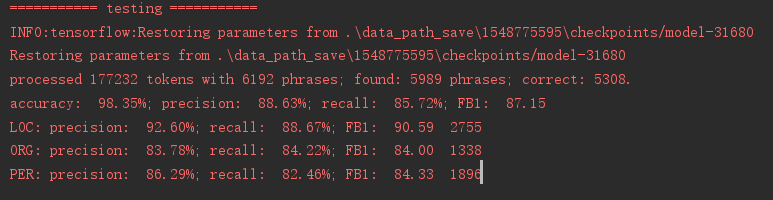 =========== testing ===========
INFO:tensorflow:Restoring parameters from .\data_path_save\1548775595\checkpoints/model-31680
Restoring parameters from .\data_path_save\1548775595\checkpoints/model-31680
processed 177232 tokens with 6192 phrases; found: 5989 phrases; correct: 5308.
accuracy:  98.35%; precision:  88.63%; recall:  85.72%; FB1:  87.15
LOC: precision:  92.60%; recall:  88.67%; FB1:  90.59  2755
ORG: precision:  83.78%; recall:  84.22%; FB1:  84.00  1338
PER: precision:  86.29%; recall:  82.46%; FB1:  84.33  1896